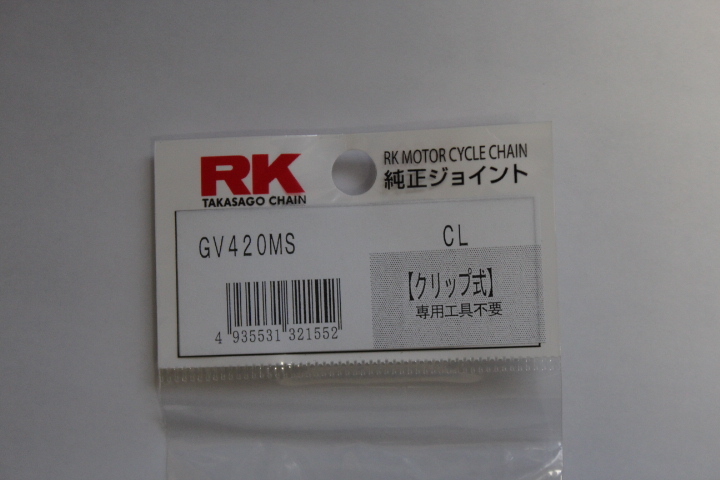 RK
TAKASAGO CHAIN
RK MOTOR CYCLE CHAIN
純正ジョイント
GV420MS
CL
【クリップ式】
専用工具不要
4 935531 321552